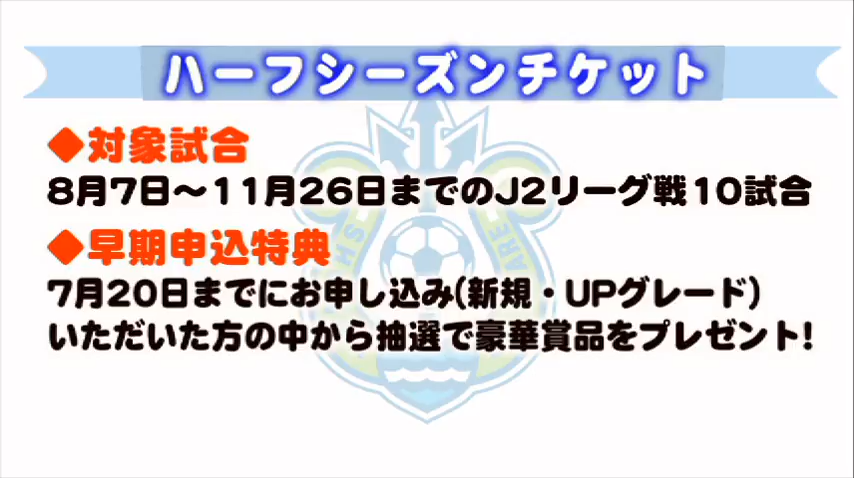 ハーフシーズンチケット
◆対象試合
8月7日～11月26日までのJ2リーグ戦10試合
◆早期申込特典
7月20日までにお申し込み(新規・UPグレード)
いただいた方の中から抽選で豪華賞品をプレゼント!